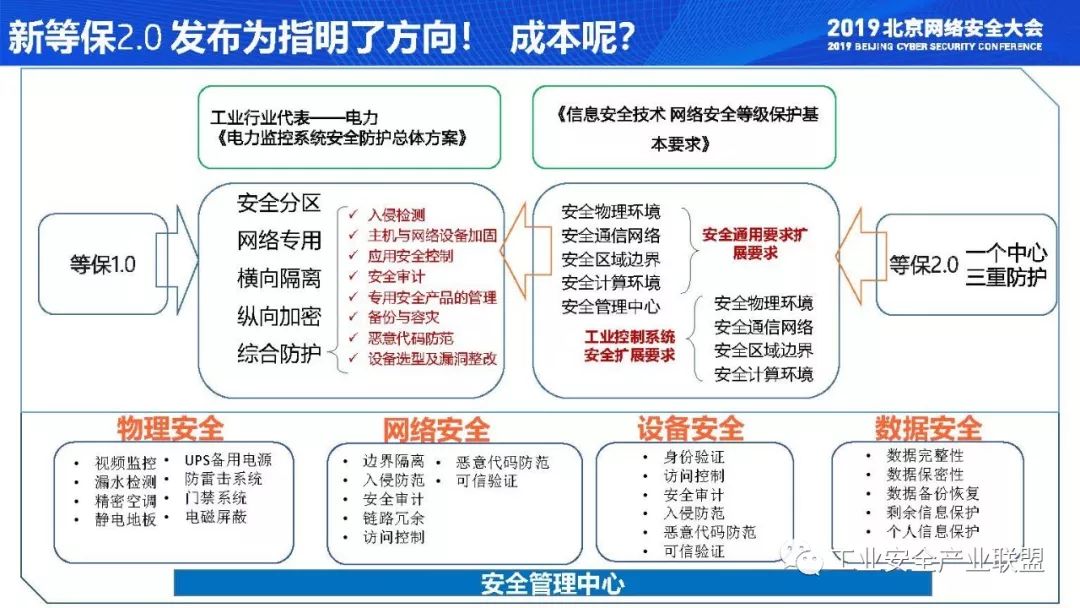 新等保2.0 发布为指明了方向！ 成本呢？
2019北京网络安全大会
2019 BEIJING CYBER SECURITY CONFERENCE
工业行业代表——电力
《电力监控系统安全防护总体方案》
《信息安全技术 网络安全等级保护基
本要求》
等保1.0
安全分区
网络专用
横向隔离
纵向加密
综合防护
✓ 入侵检测
✓ 主机与网络设备加固
✓ 应用安全控制
✓ 安全审计
✓ 专用安全产品的管理
✓ 备份与容灾
✓ 恶意代码防范
✓ 设备选型及漏洞整改
安全物理环境
安全通信网络
安全区域边界
安全计算环境
安全管理中心
安全通用要求扩
展要求
工业控制系统
安全扩展要求
安全物理环境
安全通信网络
安全区域边界
安全计算环境
等保2.0
一个中心
三重防护
物理安全
• 视频监控
• 漏水检测
• 精密空调
• 静电地板
• UPS备用电源
• 防雷击系统
• 门禁系统
• 电磁屏蔽
网络安全
• 边界隔离
• 入侵防范
• 安全审计
• 链路冗余
• 访问控制
• 恶意代码防范
• 可信验证
设备安全
• 身份验证
• 访问控制
• 安全审计
• 入侵防范
• 恶意代码防范
• 可信验证
数据安全
• 数据完整性
• 数据保密性
• 数据备份恢复
• 剩余信息保护
• 个人信息保护
工业安全产业联盟
安全管理中心